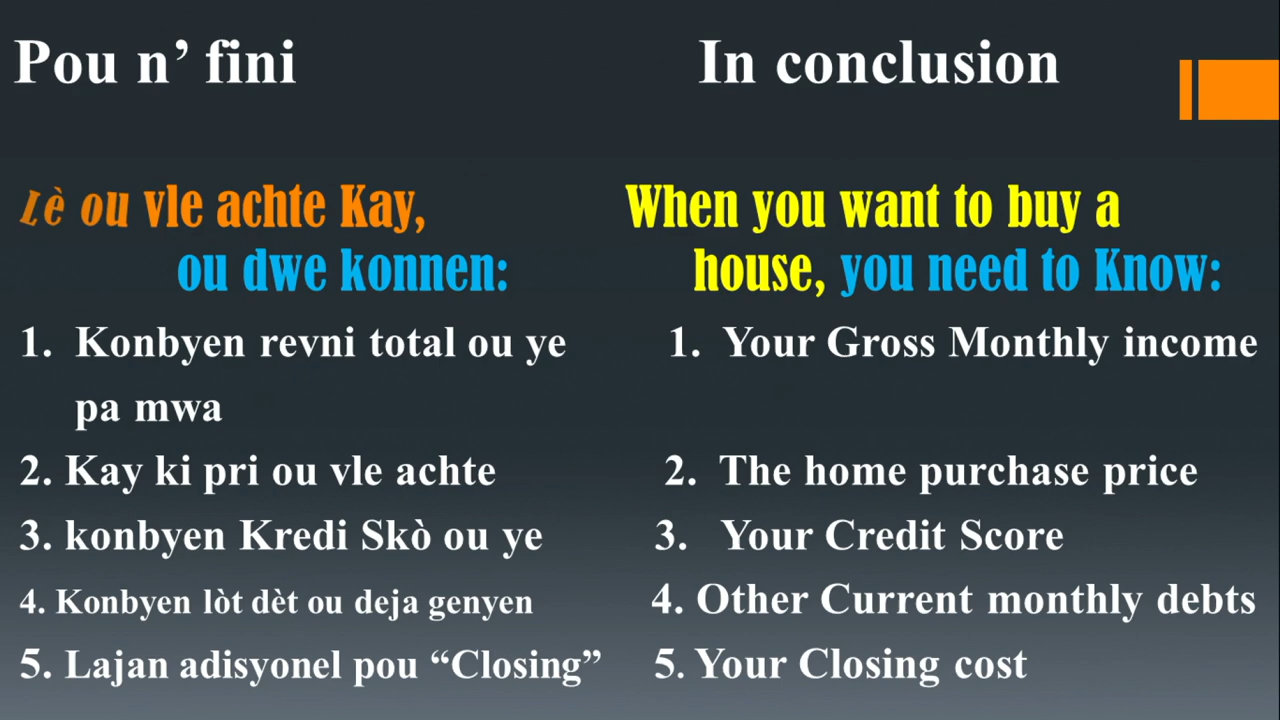 Pou n’ fini
In conclusion
Lè ou vle achte Kay,
ou dwe konnen:
1. Konbyen revni total ou ye
pa mwa
2. Kay ki pri ou vle achte
3. konbyen Kredi Skò ou ye
4. Konbyen lòt dèt ou deja genyen
5. Lajan adisyonel pou “Closing”
When you want to buy a
house, you need to Know:
1. Your Gross Monthly income
2. The home purchase price
3. Your Credit Score
4. Other Current monthly debts
5. Your Closing cost